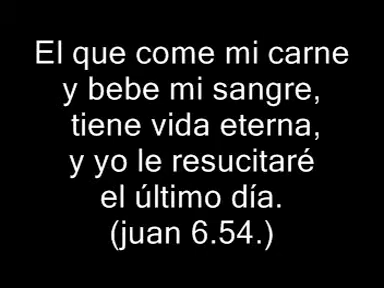 El que come mi carne
y bebe mi sangre,
tiene vida eterna,
y yo le resucitaré
el último día.
(juan 6.54.)